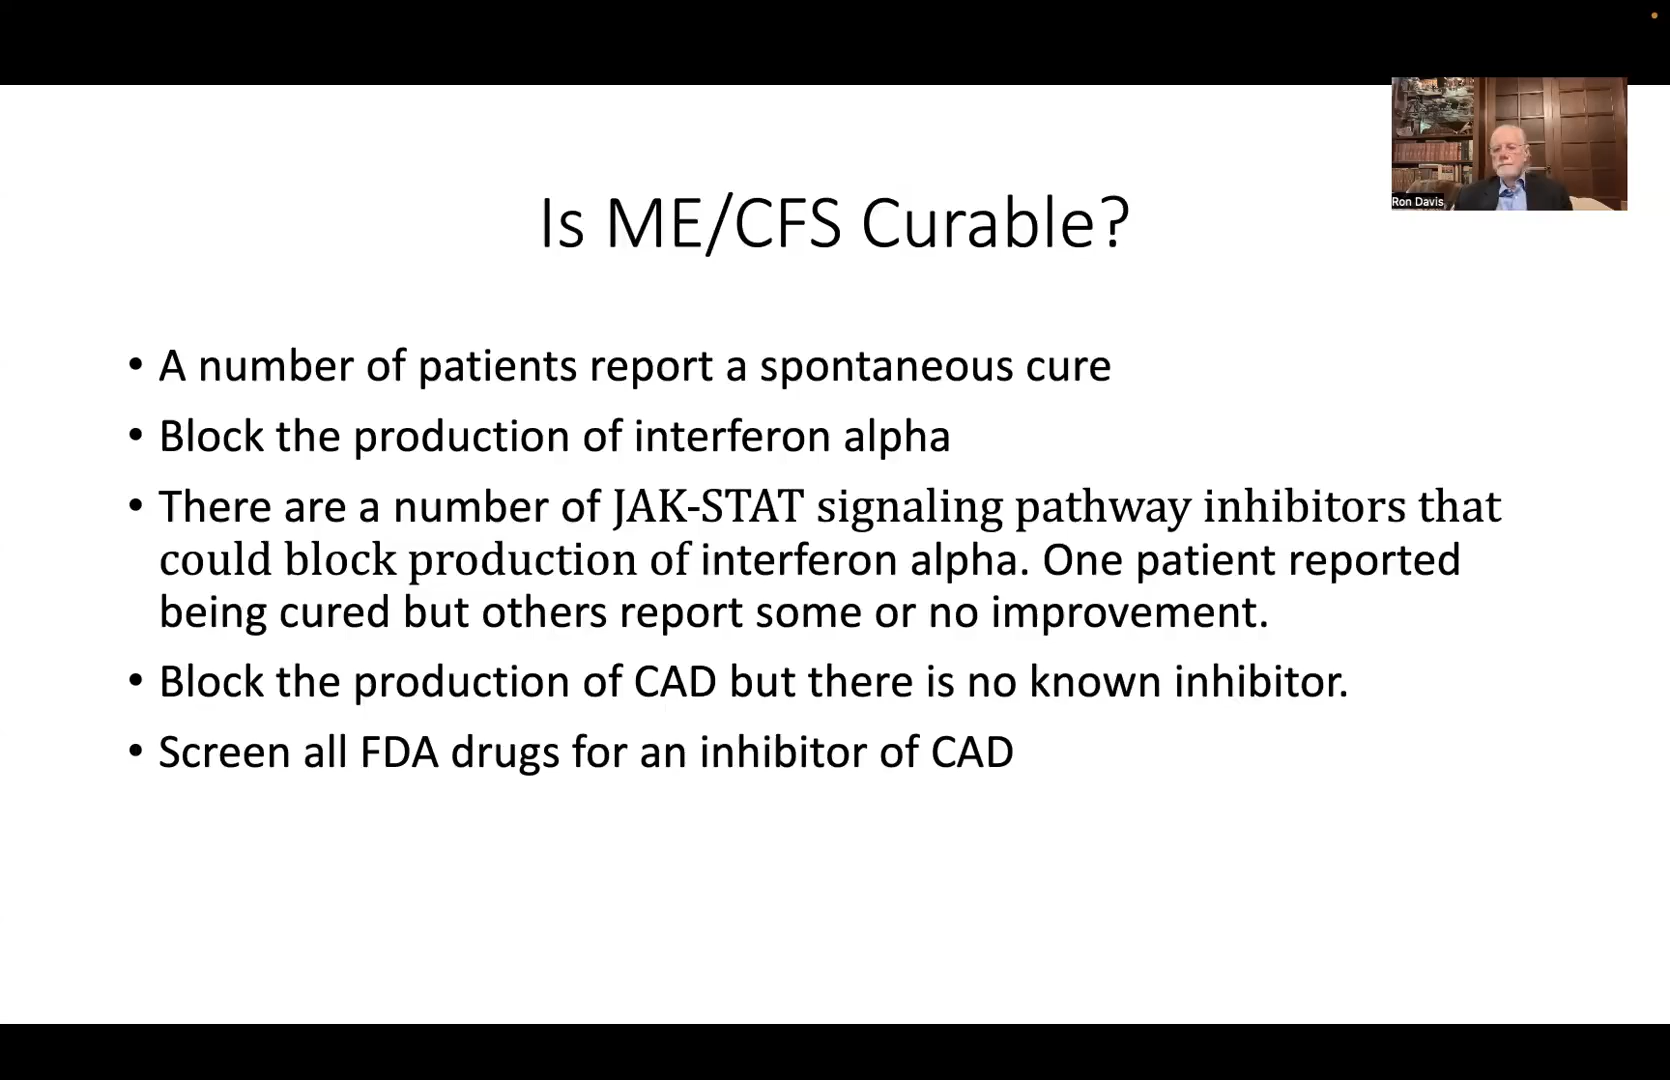 Ron Davis
Is ME/CFS Curable?
• A number of patients report a spontaneous cure
• Block the production of interferon alpha
• There are a number of JAK-STAT signaling pathway inhibitors that
could block production of interferon alpha. One patient reported
being cured but others report some or no improvement.
• Block the production of CAD but there is no known inhibitor.
• Screen all FDA drugs for an inhibitor of CAD